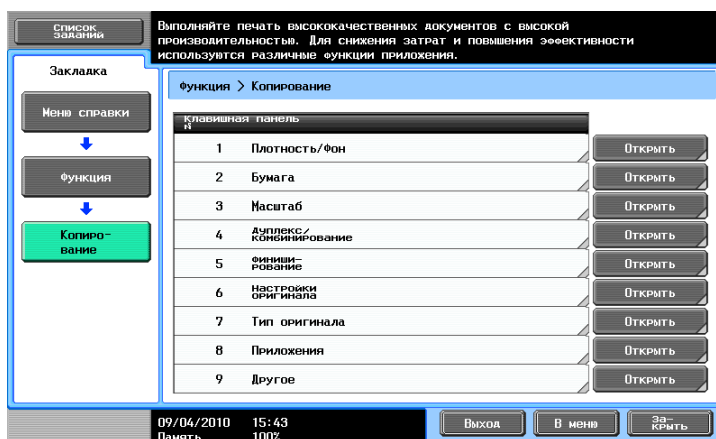 Список
заданий
Выполняйте печать высококачественных документов с высокой
производительностью. Для снижения затрат и повышения эффективности
используются различные функции приложения.
Закладка
Меню справки
Функция
Копиро-
вание
Функция > Копирование
Клавишная панель
№
1 Плотность/Фон Открыть
2 Бумага Открыть
3 Масштаб Открыть
4 Дуплекс/
Комбинирование Открыть
5 Финиши-
рование Открыть
6 Настройки
оригинала Открыть
7 Тип оригинала Открыть
8 Приложения Открыть
9 Другое Открыть
09/04/2010 15:43
Память 100%
Выход
В меню
За-
крыть